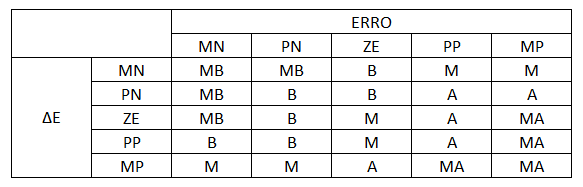 ERRO
MN PN ZE PP MP
MN MB MB B M M
PN MB B B A A
ΔE ZE MB B M A MA
PP B B M A MA
MP M M A MA MA